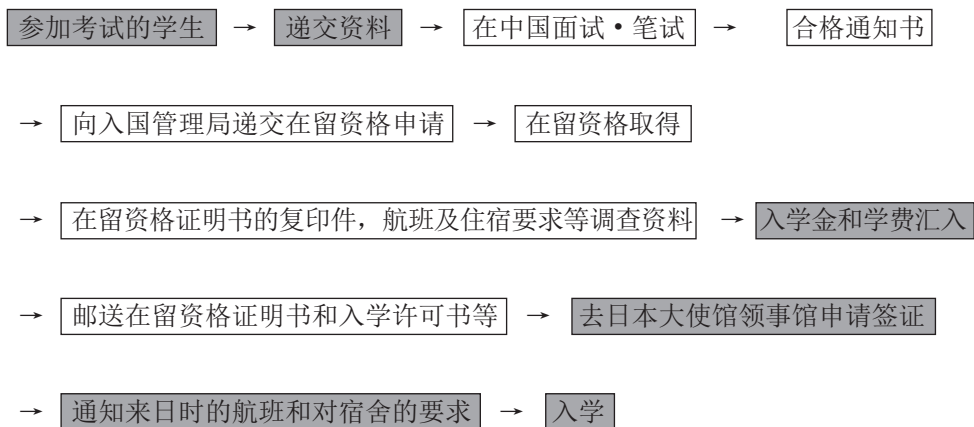 参加考试的学生 → 递交资料 → 在中国面试・笔试 → 合格通知书
→ 向入国管理局递交在留资格申请 → 在留资格取得
→ 在留资格证明书的复印件，航班及住宿要求等调查资料 → 入学金和学费汇入
→ 邮送在留资格证明书和入学许可书等 → 去日本大使馆领事馆申请签证
→ 通知来日时的航班和对宿舍的要求 → 入学